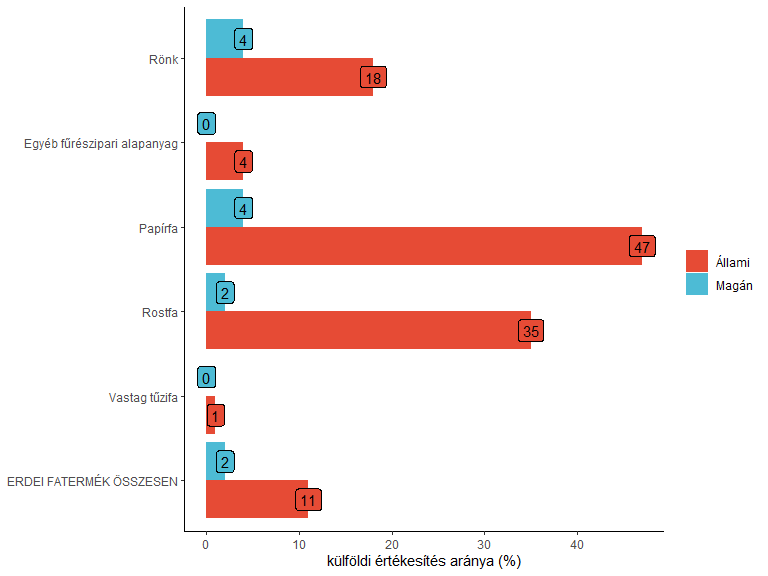 Rönk
4
18
Egyéb fűrészipari alapanyag
0
4
Papírfa
4
47
Rostfa
2
35
Vastag tűzifa
0
1
ERDEI FATERMÉK ÖSSZESEN
2
11
0 10 20 30 40
külföldi értékesítés aránya (%)
Állami
Magán